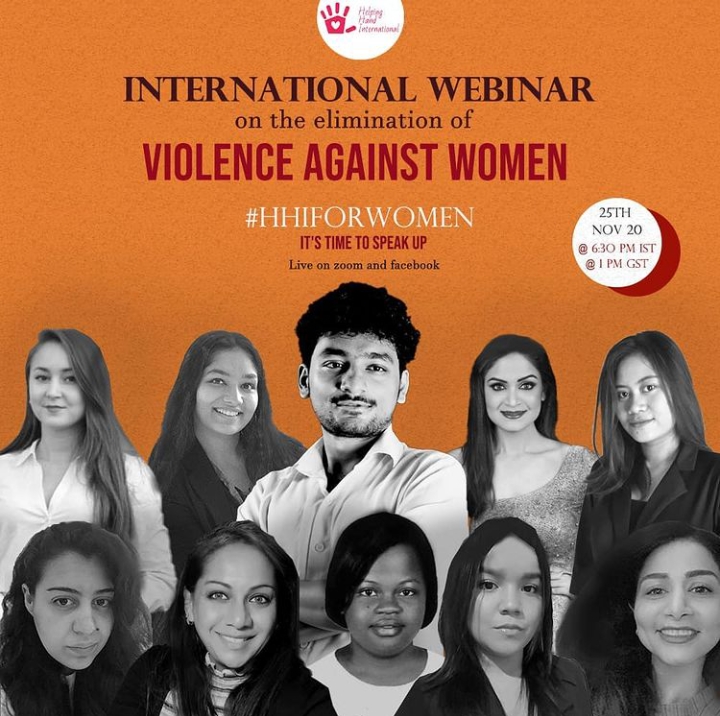 Helping
Hand
International
INTERNATIONAL WEBINAR
on the elimination of
VIOLENCE AGAINST WOMEN
#HHIFORWOMEN
IT'S TIME TO SPEAK UP
Live on zoom and facebook
25TH
NOV 20
@ 6:30 PM IST
@ 1 PM GST